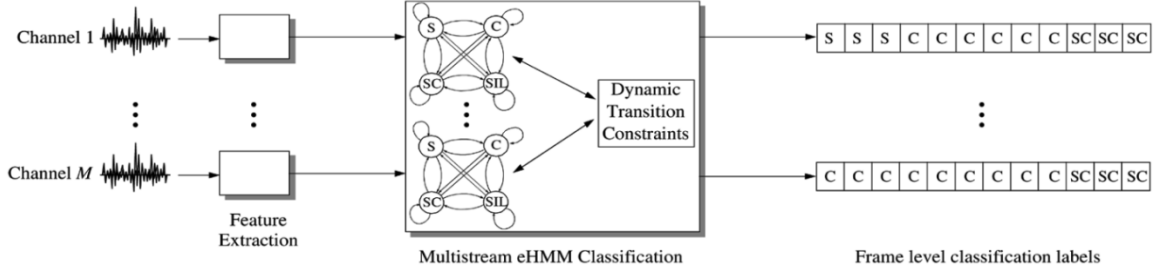 Channel 1
S C
SC SIL
S S S C C C C C C SC SC SC
Dynamic
Transition
Constraints
Channel M
S C
SC SIL
C C C C C C C C C SC SC SC
Feature
Extraction
Multistream eHMM Classification
Frame level classification labels